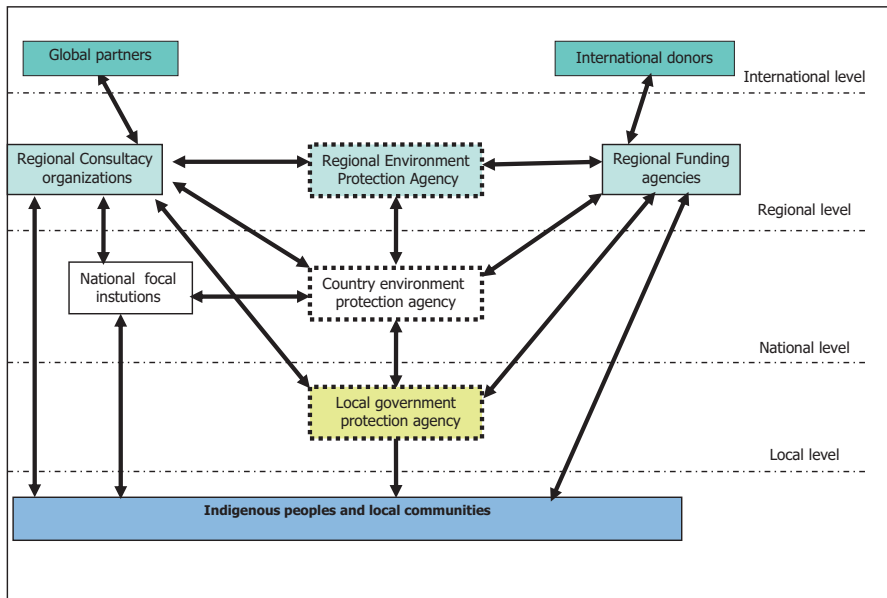 Global partners
International donors
International level
Regional Consultacy
organizations
Regional Environment
Protection Agency
Regional Funding
agencies
Regional level
National focal
instutions
Country environment
protection agency
National level
Local government
protection agency
Local level
Indigenous peoples and local communities